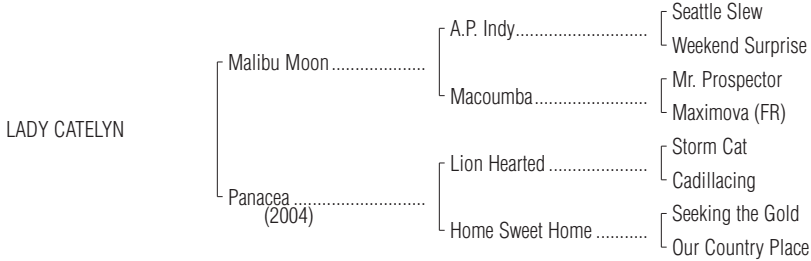 Seattle Slew
A.P. Indy..............................
Weekend Surprise
Malibu Moon .....................
Mr. Prospector
Macoumba..........................
Maximova (FR)
LADY CATELYN
Storm Cat
Lion Hearted .......................
Cadillacing
Panacea ..............................
(2004)
Seeking the Gold
Home Sweet Home ............
Our Country Place